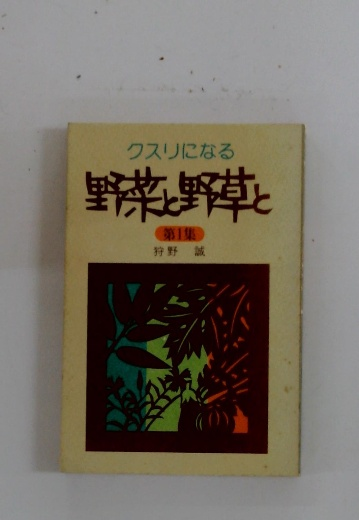 クスリになる
野菜と野草と
第1集
狩野 誠